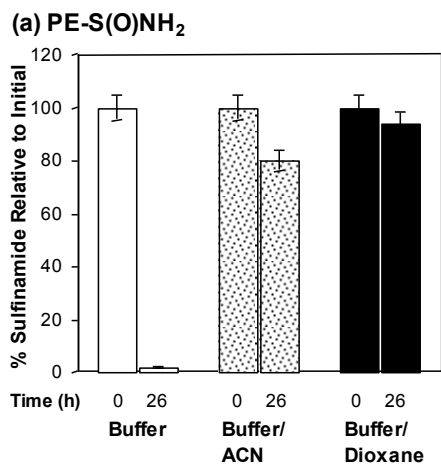 (a) PE-S(O)NH₂
% Sulfinamide Relative to Initial
120
100
80
60
40
20
0
Time (h) 0 26 0 26 0 26
Buffer Buffer/ Buffer/
ACN Dioxane